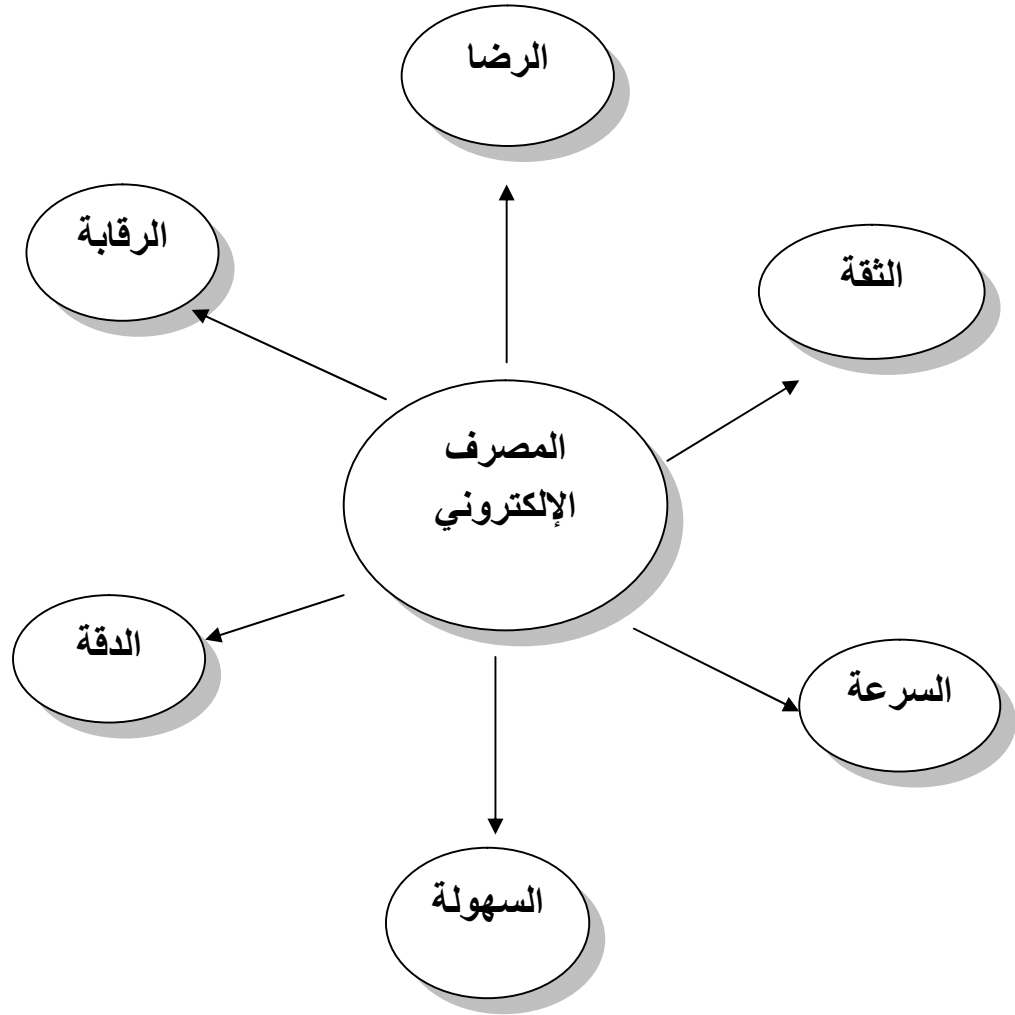 الرضا
الرقابة
الثقة
المصرف
الإلكتروني
الدقة
السرعة
السهولة